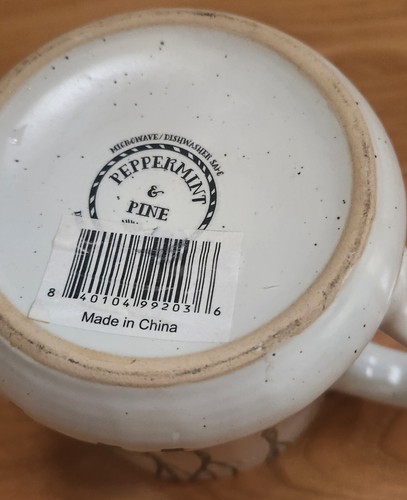 MICROWAVE/DISHWASHER SAFE
PEPPERMINT
&
PINE
8 40104 99203 6
Made in China